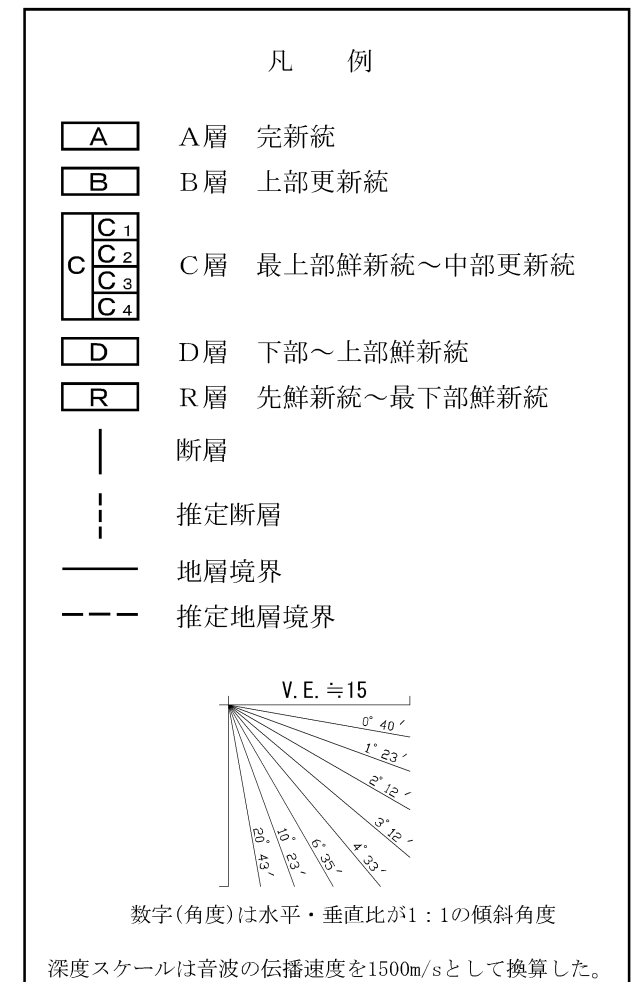 凡　例
A　A層　完新統
B　B層　上部更新統
C　C1　C2　C3　C4　C層　最上部鮮新統～中部更新統
D　D層　下部～上部鮮新統
R　R層　先鮮新統～最下部鮮新統
断層
推定断層
地層境界
推定地層境界
V.E.≒15
0°40′
1°23′
2°12′
3°12′
4°33′
6°35′
10°23′
20°43′
数字(角度)は水平・垂直比が1：1の傾斜角度
深度スケールは音波の伝播速度を1500m/sとして換算した。